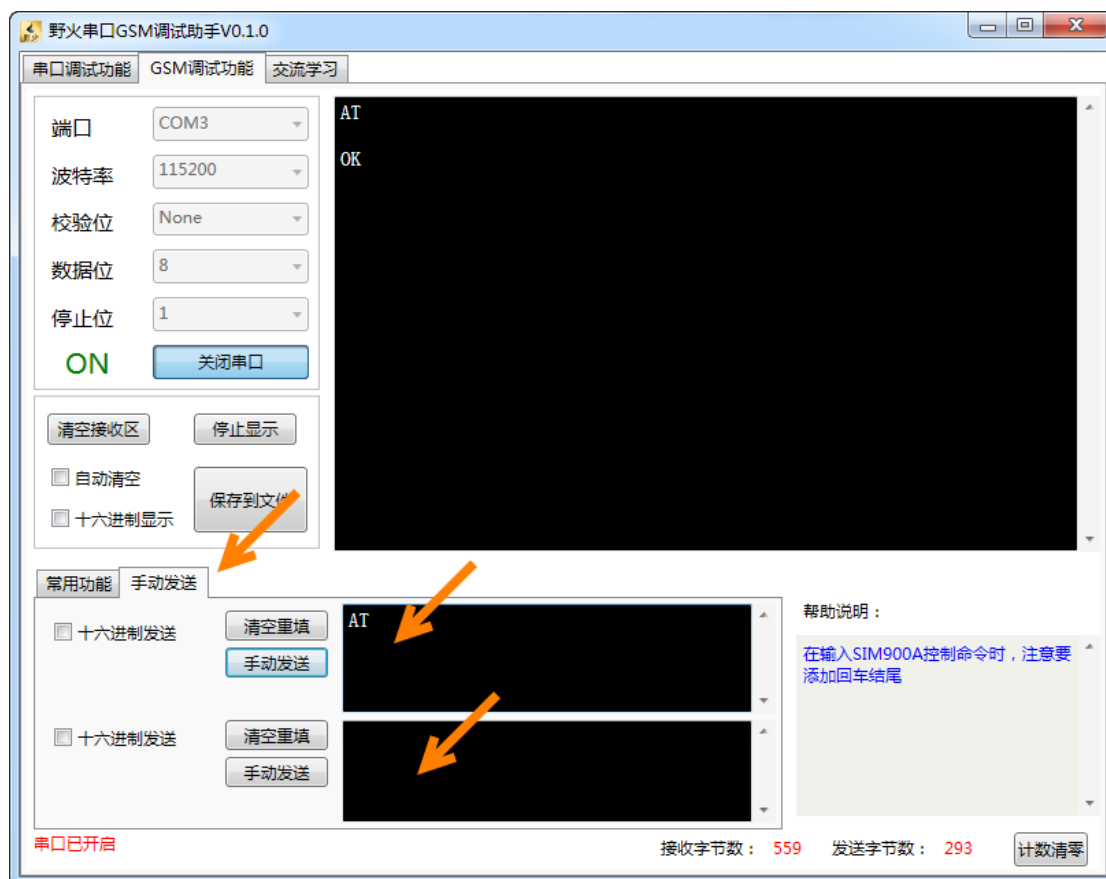 野火串口GSM调试助手V0.1.0
串口调试功能 GSM调试功能 交流学习
端口 COM3
波特率 115200
校验位 None
数据位 8
停止位 1
ON 关闭串口
AT
OK
清空接收区 停止显示
自动清空
保存到文件
十六进制显示
常用功能 手动发送
十六进制发送 清空重填
手动发送
AT
十六进制发送 清空重填
手动发送
帮助说明：
在输入SIM900A控制命令时，注意要
添加回车结尾
串口已开启 接收字节数： 559 发送字节数： 293 计数清零